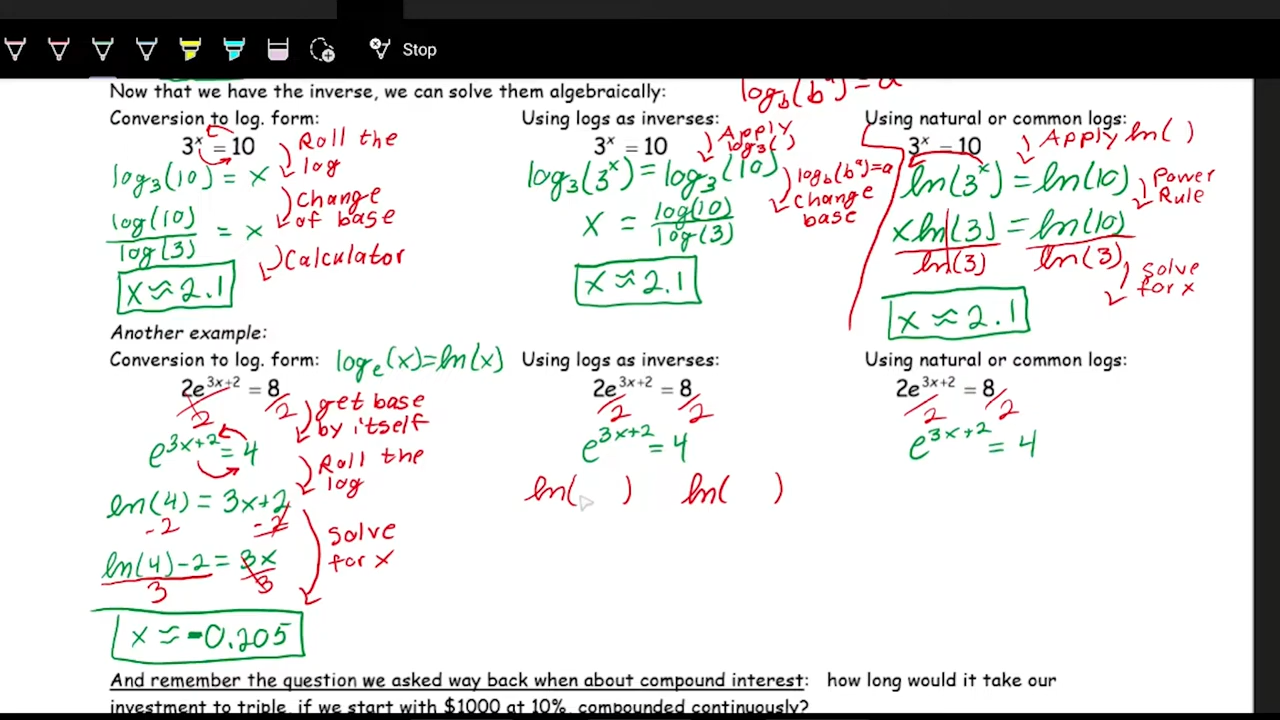 Stop
Now that we have the inverse, we can solve them algebraically:
log_b(b^a) = a
Conversion to log. form:
3^x = 10
Roll the
log
log_3(10) = x
Change
of base
log(10)/log(3) = x
Calculator
x ≈ 2.1
Using logs as inverses:
3^x = 10
Apply
log_3( )
log_3(3^x) = log_3(10)
log_b(b^a)=a
Change
base
x = log(10)/log(3)
x ≈ 2.1
Using natural or common logs:
3^x = 10
Apply ln( )
ln(3^x) = ln(10)
Power
Rule
x ln(3) = ln(10)
ln(3) ln(3)
Solve
for x
x ≈ 2.1
Another example:
Conversion to log. form: log_e(x)=ln(x)
2e^{3x+2} = 8
2 2
get base
by itself
e^{3x+2} = 4
Roll the
log
ln(4) = 3x+2
-2 -2
ln(4)-2 = 3x
3 3
Solve
for x
x ≈ -0.205
Using logs as inverses:
2e^{3x+2} = 8
2 2
e^{3x+2} = 4
ln( ) ln( )
Using natural or common logs:
2e^{3x+2} = 8
2 2
e^{3x+2} = 4
And remember the question we asked way back when about compound interest: how long would it take our
investment to triple, if we start with $1000 at 10%, compounded continuously?